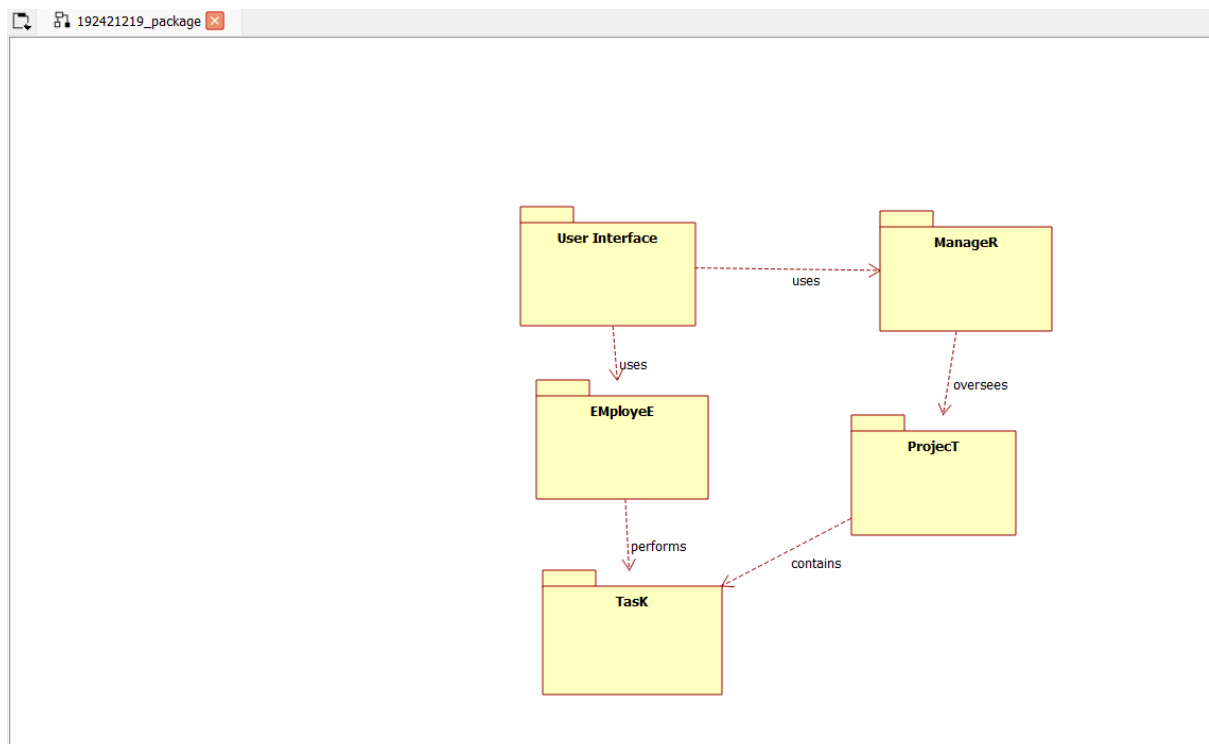 192421219_package
User Interface
ManageR
uses
uses
oversees
EMployeE
ProjecT
performs
contains
TasK